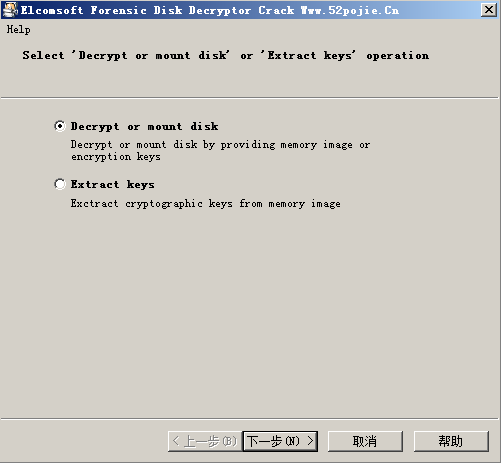 Elcomsoft Forensic Disk Decryptor Crack Www.52pojie.Cn
Help
Select 'Decrypt or mount disk' or 'Extract keys' operation
Decrypt or mount disk
Decrypt or mount disk by providing memory image or
encryption keys
Extract keys
Exctract cryptographic keys from memory image
< 上一步(B) 下一步(N) > 取消 帮助